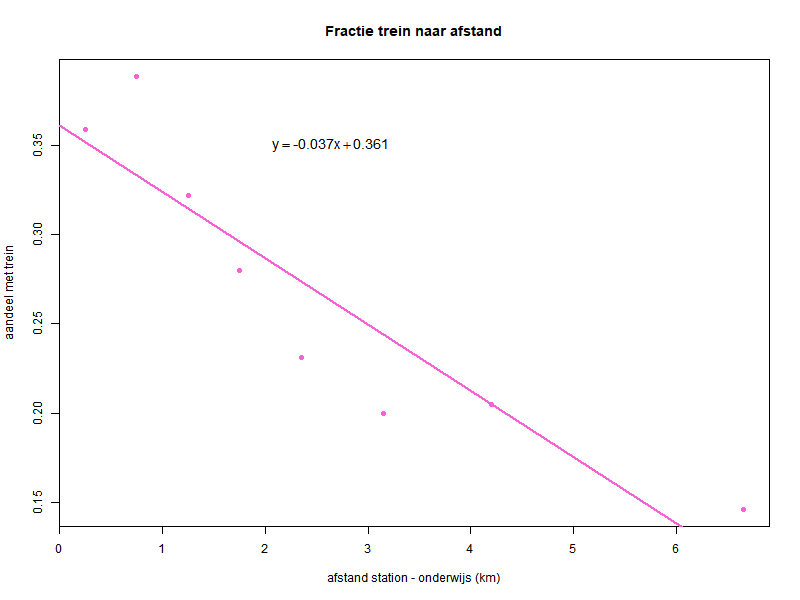 Fractie trein naar afstand
y = -0.037x + 0.361
aandeel met trein
0.35
0.30
0.25
0.20
0.15
0 1 2 3 4 5 6
afstand station - onderwijs (km)